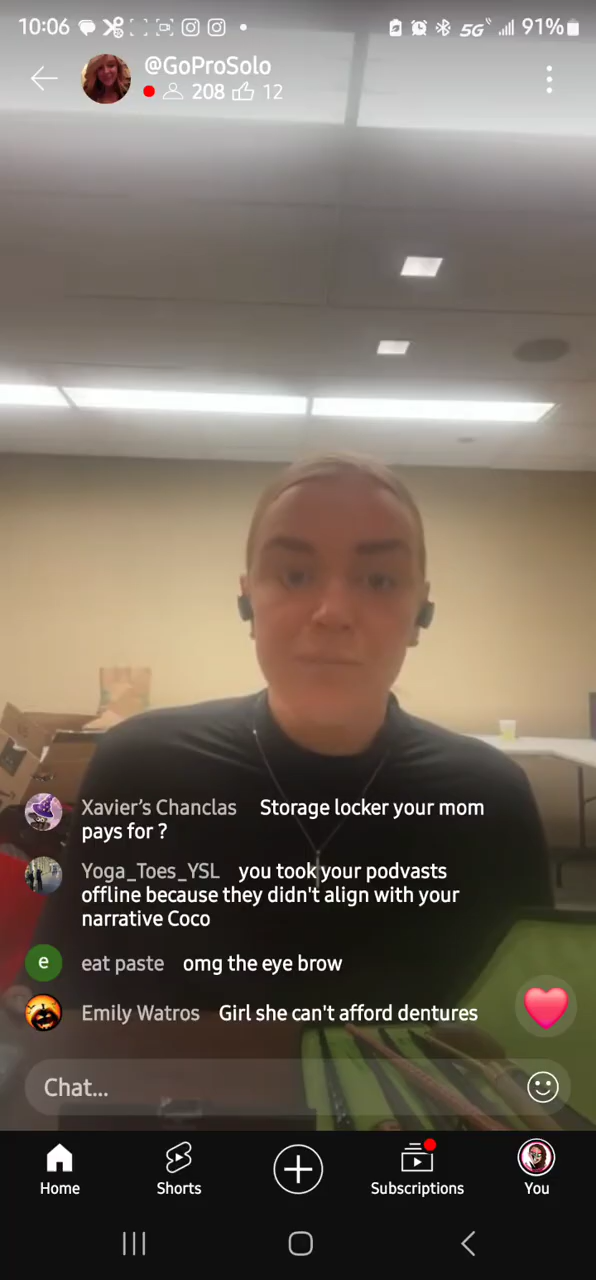 10:06 5G 91%
@GoProSolo
208 12
Xavier's Chanclas Storage locker your mom
pays for ?
Yoga_Toes_YSL you took your podvasts
offline because they didn't align with your
narrative Coco
e eat paste omg the eye brow
Emily Watros Girl she can't afford dentures
Chat...
Home Shorts Subscriptions You